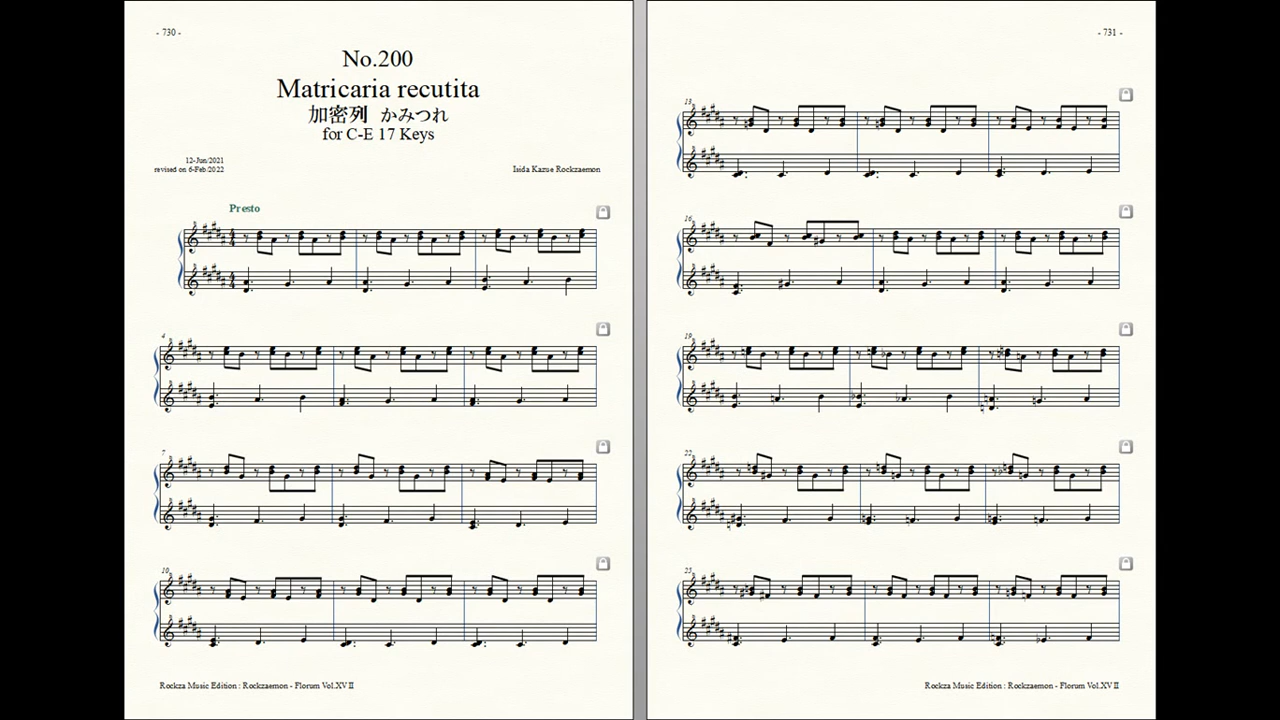 - 730 -
No.200
Matricaria recutita
加密列 かみつれ
for C-E 17 Keys
12-Jun/2021
revised on 6-Feb/2022
Isida Kazue Rockzaemon
Presto
4
7
10
Rockza Music Edition : Rockzaemon - Florum Vol.XVⅡ
- 731 -
13
16
19
22
25
Rockza Music Edition : Rockzaemon - Florum Vol.XVⅡ